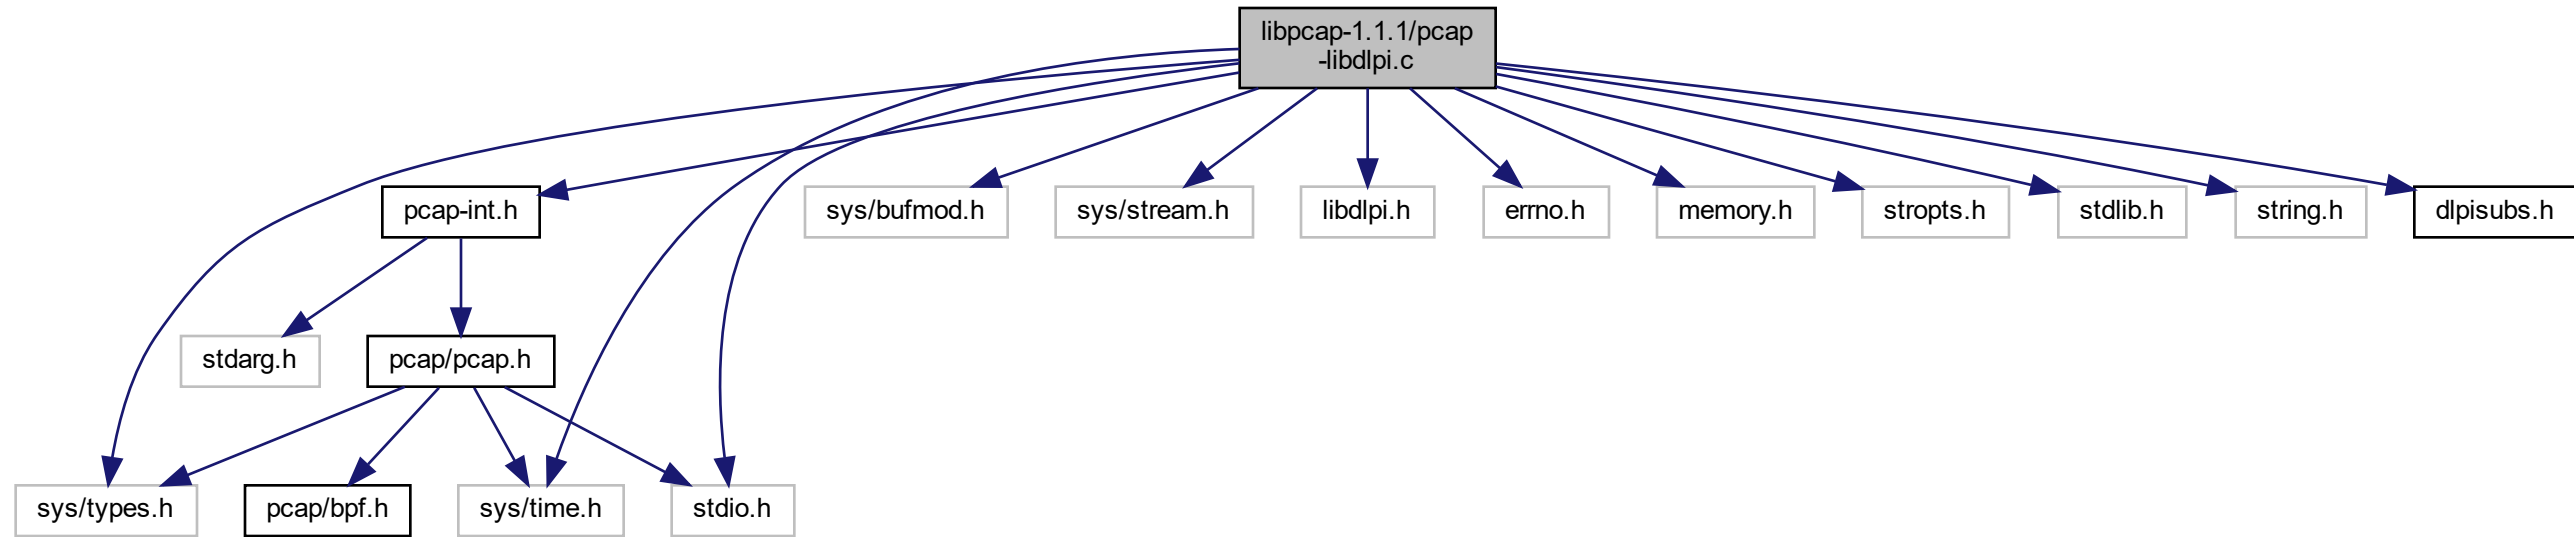 libpcap-1.1.1/pcap
-libdlpi.c
pcap-int.h
sys/bufmod.h
sys/stream.h
libdlpi.h
errno.h
memory.h
stropts.h
stdlib.h
string.h
dlpisubs.h
stdarg.h
pcap/pcap.h
sys/types.h
pcap/bpf.h
sys/time.h
stdio.h